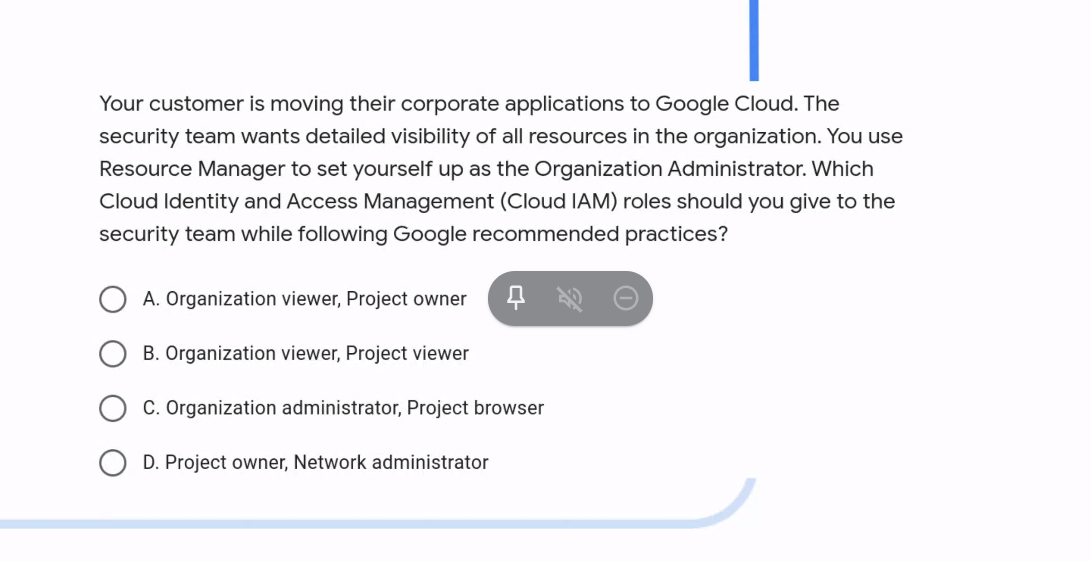 Your customer is moving their corporate applications to Google Cloud. The
security team wants detailed visibility of all resources in the organization. You use
Resource Manager to set yourself up as the Organization Administrator. Which
Cloud Identity and Access Management (Cloud IAM) roles should you give to the
security team while following Google recommended practices?
A. Organization viewer, Project owner
B. Organization viewer, Project viewer
C. Organization administrator, Project browser
D. Project owner, Network administrator